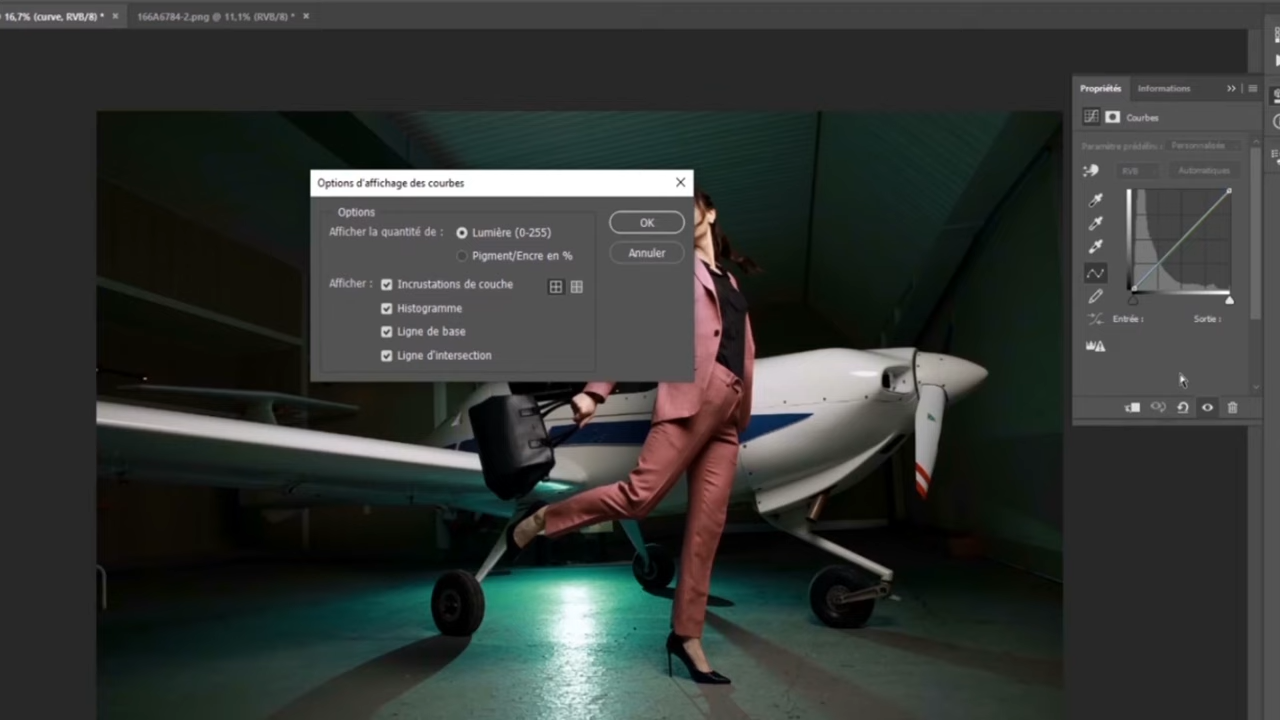 16,7% (curve, RVB/8) * × 166A6784-2.png @ 11,1% (RVB/8) * ×
Propriétés Informations
Courbes
Paramètre prédéfini : Personnalisée
RVB Automatiques
Entrée : Sortie :
Options d'affichage des courbes
Options
Afficher la quantité de : Lumière (0-255)
Pigment/Encre en %
Afficher : Incrustations de couche
Histogramme
Ligne de base
Ligne d'intersection
OK
Annuler